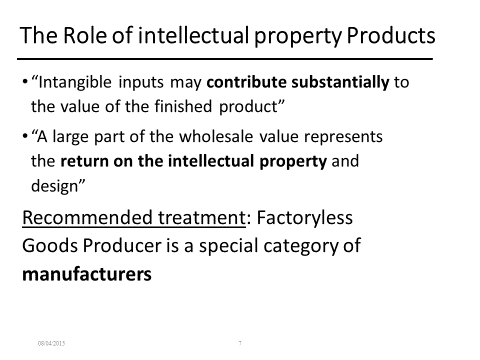 The Role of intellectual property Products
• “Intangible inputs may contribute substantially to
the value of the finished product”
• “A large part of the wholesale value represents
the return on the intellectual property and
design”
Recommended treatment: Factoryless
Goods Producer is a special category of
manufacturers
08/04/2015
7